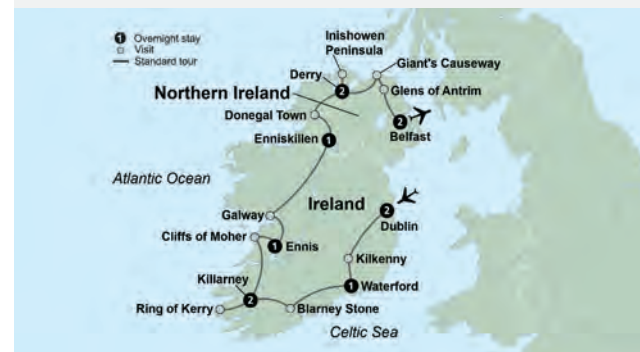 1 Overnight stay
Visit
Standard tour
Inishowen
Peninsula
Giant's Causeway
Derry
2
Glens of Antrim
Northern Ireland
Donegal Town
2
Belfast
Enniskillen
1
Atlantic Ocean
Ireland
Galway
2
Dublin
Cliffs of Moher
1
Ennis
Kilkenny
Killarney
2
1
Waterford
Ring of Kerry
Blarney Stone
Celtic Sea